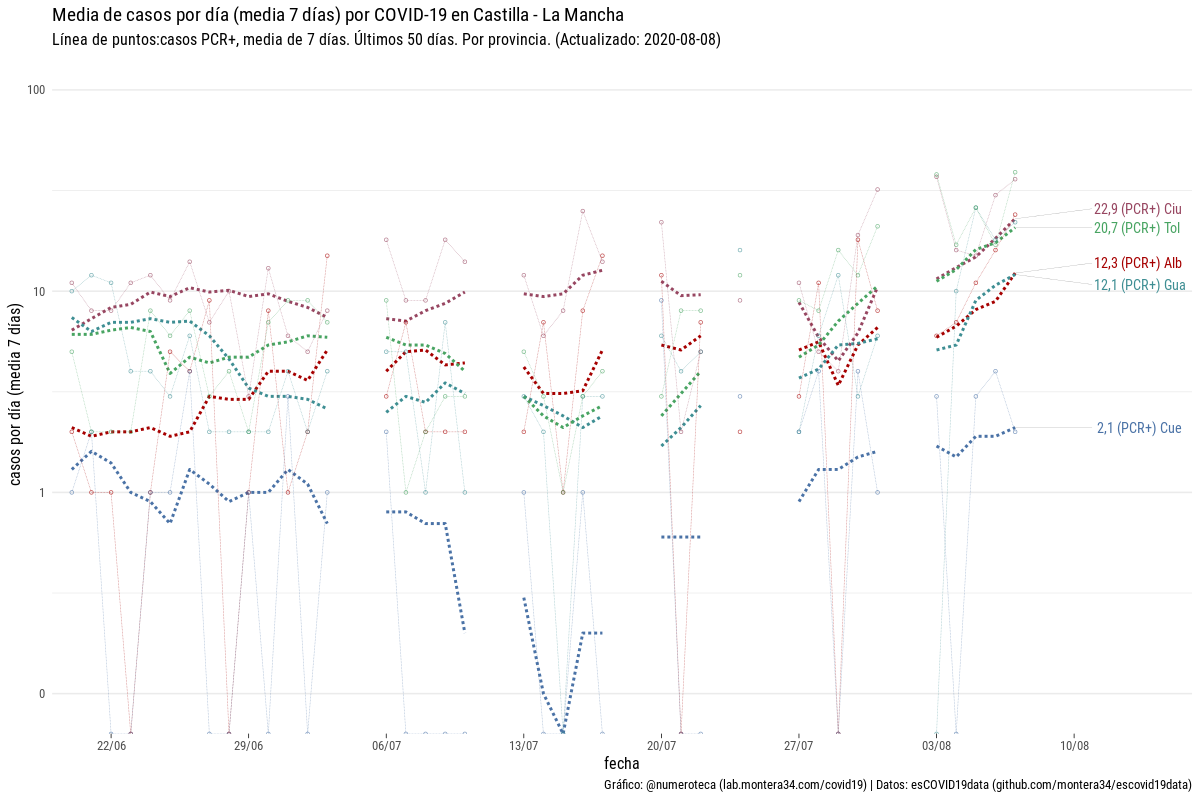 Media de casos por día (media 7 días) por COVID-19 en Castilla - La Mancha
Línea de puntos:casos PCR+, media de 7 días. Últimos 50 días. Por provincia. (Actualizado: 2020-08-08)
casos por día (media 7 días)
100
10
1
0
22,9 (PCR+) Ciu
20,7 (PCR+) Tol
12,3 (PCR+) Alb
12,1 (PCR+) Gua
2,1 (PCR+) Cue
22/06
29/06
06/07
13/07
20/07
27/07
03/08
10/08
fecha
Gráfico: @numeroteca (lab.montera34.com/covid19) | Datos: esCOVID19data (github.com/montera34/escovid19data)